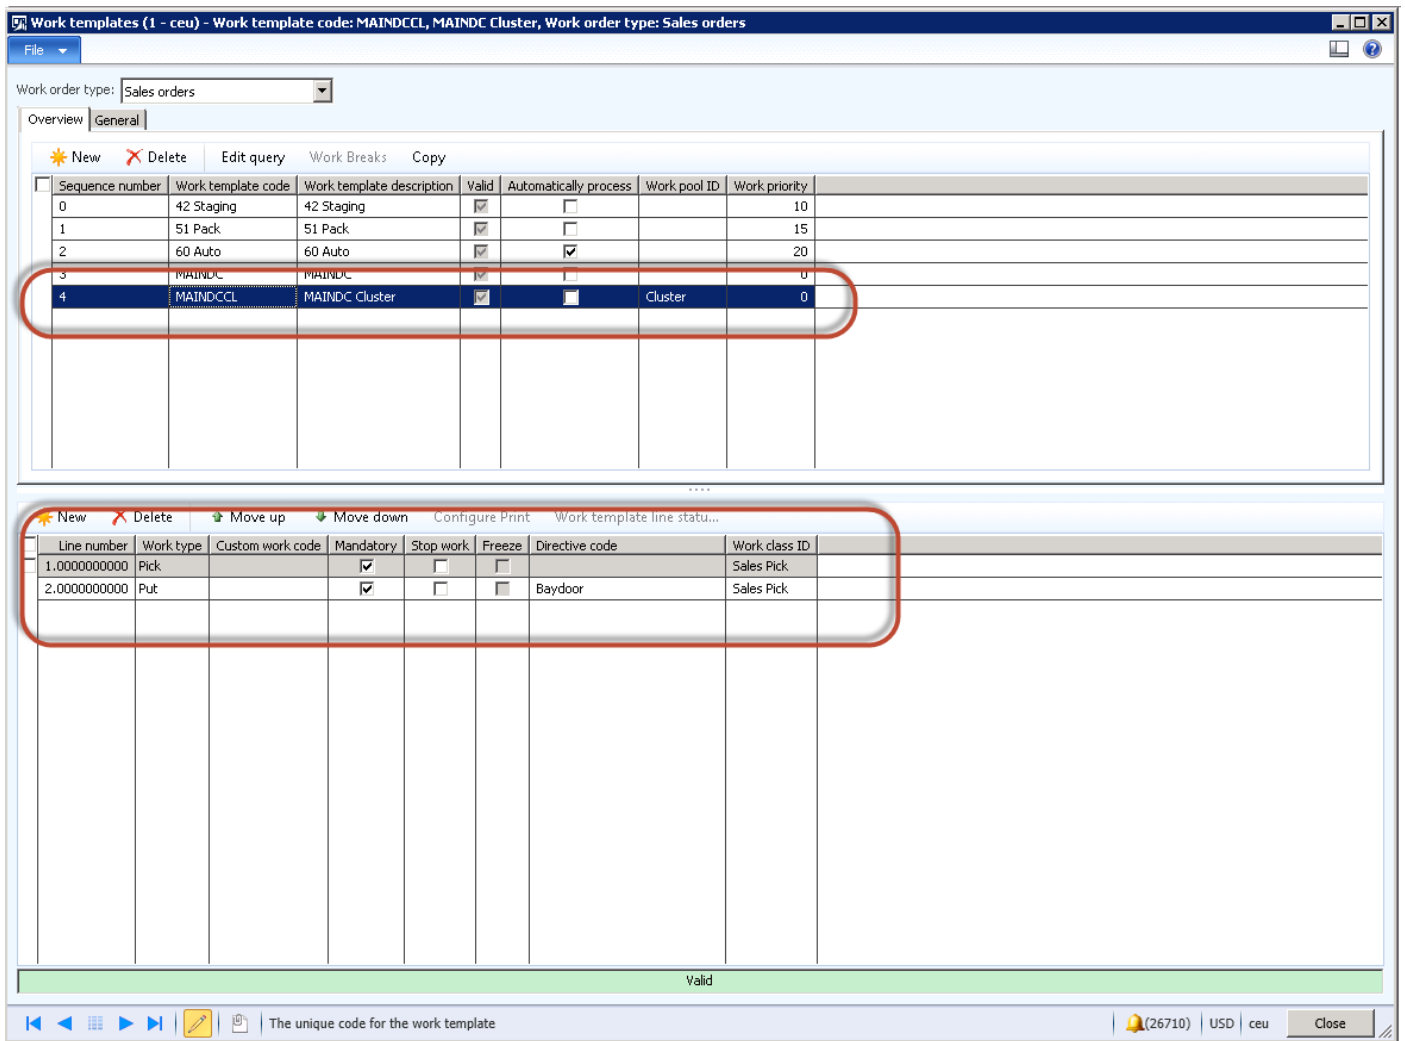 Work templates (1 - ceu) - Work template code: MAINDCCL, MAINDC Cluster, Work order type: Sales orders
File
Work order type: Sales orders
Overview General
New Delete Edit query Work Breaks Copy
Sequence number Work template code Work template description Valid Automatically process Work pool ID Work priority
0 42 Staging 42 Staging 10
1 51 Pack 51 Pack 15
2 60 Auto 60 Auto 20
3 MAINDC MAINDC 0
4 MAINDCCL MAINDC Cluster Cluster 0
New Delete Move up Move down Configure Print Work template line statu...
Line number Work type Custom work code Mandatory Stop work Freeze Directive code Work class ID
1.0000000000 Pick Sales Pick
2.0000000000 Put Baydoor Sales Pick
Valid
The unique code for the work template (26710) USD ceu Close